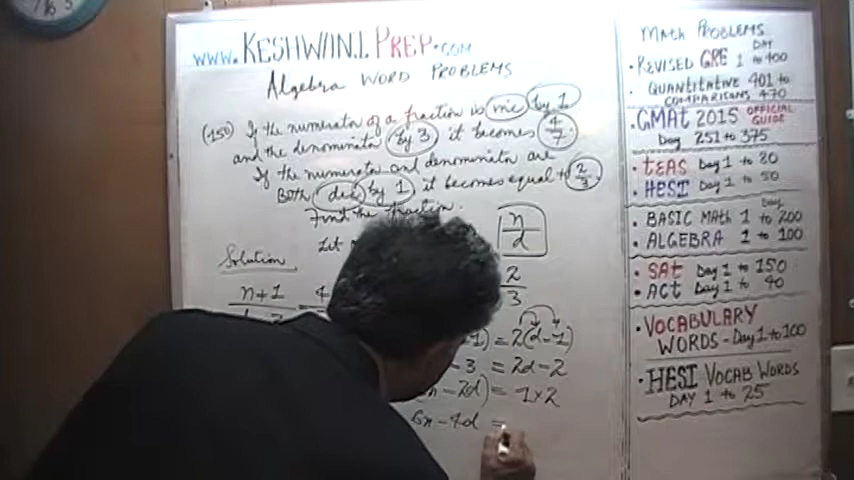 WWW.KESHWANI PREP.COM
Algebra WORD PROBLEMS
(150) If the numerator of a fraction is inc by 1
and the denominator by 3 it becomes 4/7.
If the numerator and denominator are
Both dec by 1 it becomes equal to 2/3.
Find the fraction.
Let
n/d
Solution
n+1
= 4
2
3
1) = 2(d-1)
-3 = 2d-2
- 2d) = 1×2
6n-4d =
MATH PROBLEMS
DAY
• REVISED GRE 1 to 400
• QUANTITATIVE 401 to
COMPARISONS 470
• GMAT 2015 OFFICIAL GUIDE
DAY 251 to 375
• TEAS Day 1 to 80
• HESI Day 1 to 50
Day
• BASIC MATH 1 to 200
• ALGEBRA 1 to 100
• SAT Day 1 to 150
• ACT Day 1 to 40
• VOCABULARY
WORDS - Day 1 to 100
• HESI VOCAB WORDS
DAY 1 to 25